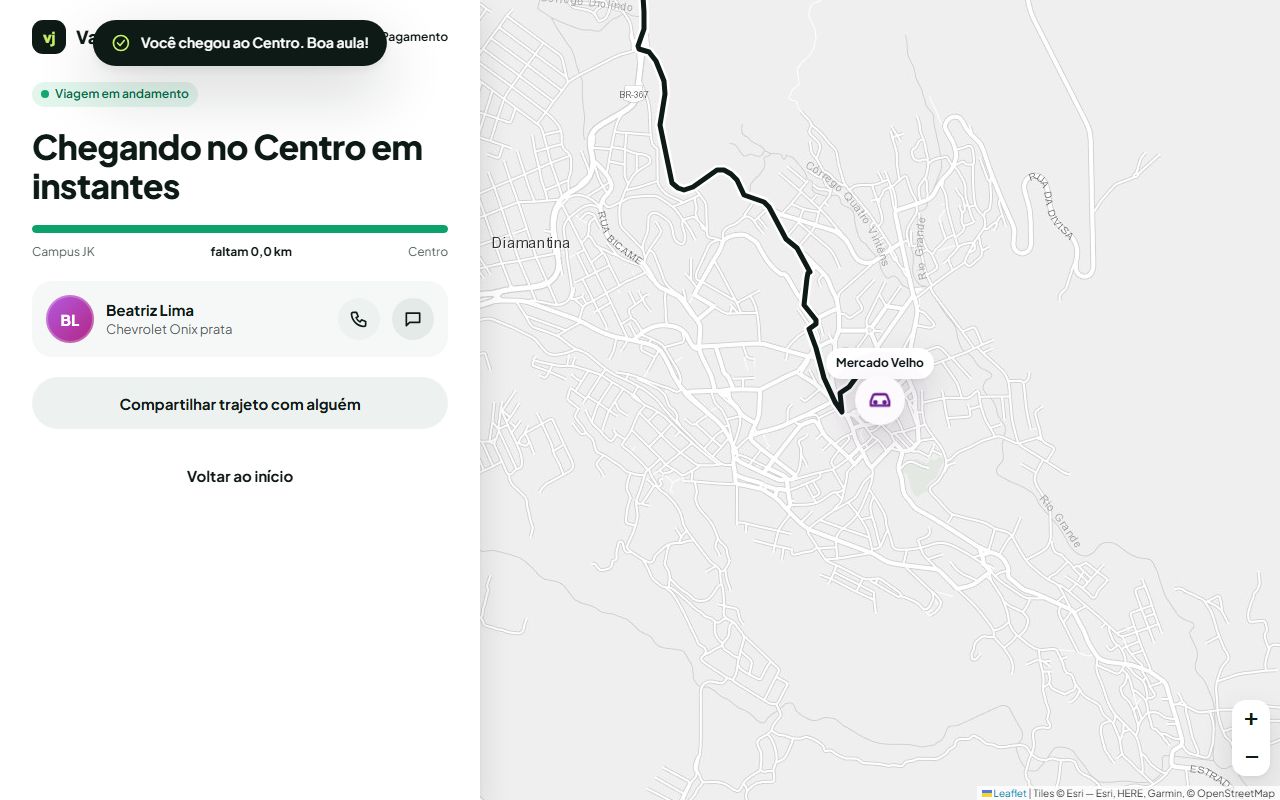 vj
Você chegou ao Centro. Boa aula!
Pagamento
Viagem em andamento
Chegando no Centro em
instantes
Campus JK
faltam 0,0 km
Centro
BL
Beatriz Lima
Chevrolet Onix prata
Compartilhar trajeto com alguém
Voltar ao início
BR-367
Córrego Quatro Vinténs
Rio Grande
RUA DA DIVISA
RUA BICAME
Diamantina
Mercado Velho
Rio Grande
ESTRAD
+
−
Leaflet | Tiles © Esri — Esri, HERE, Garmin, © OpenStreetMap